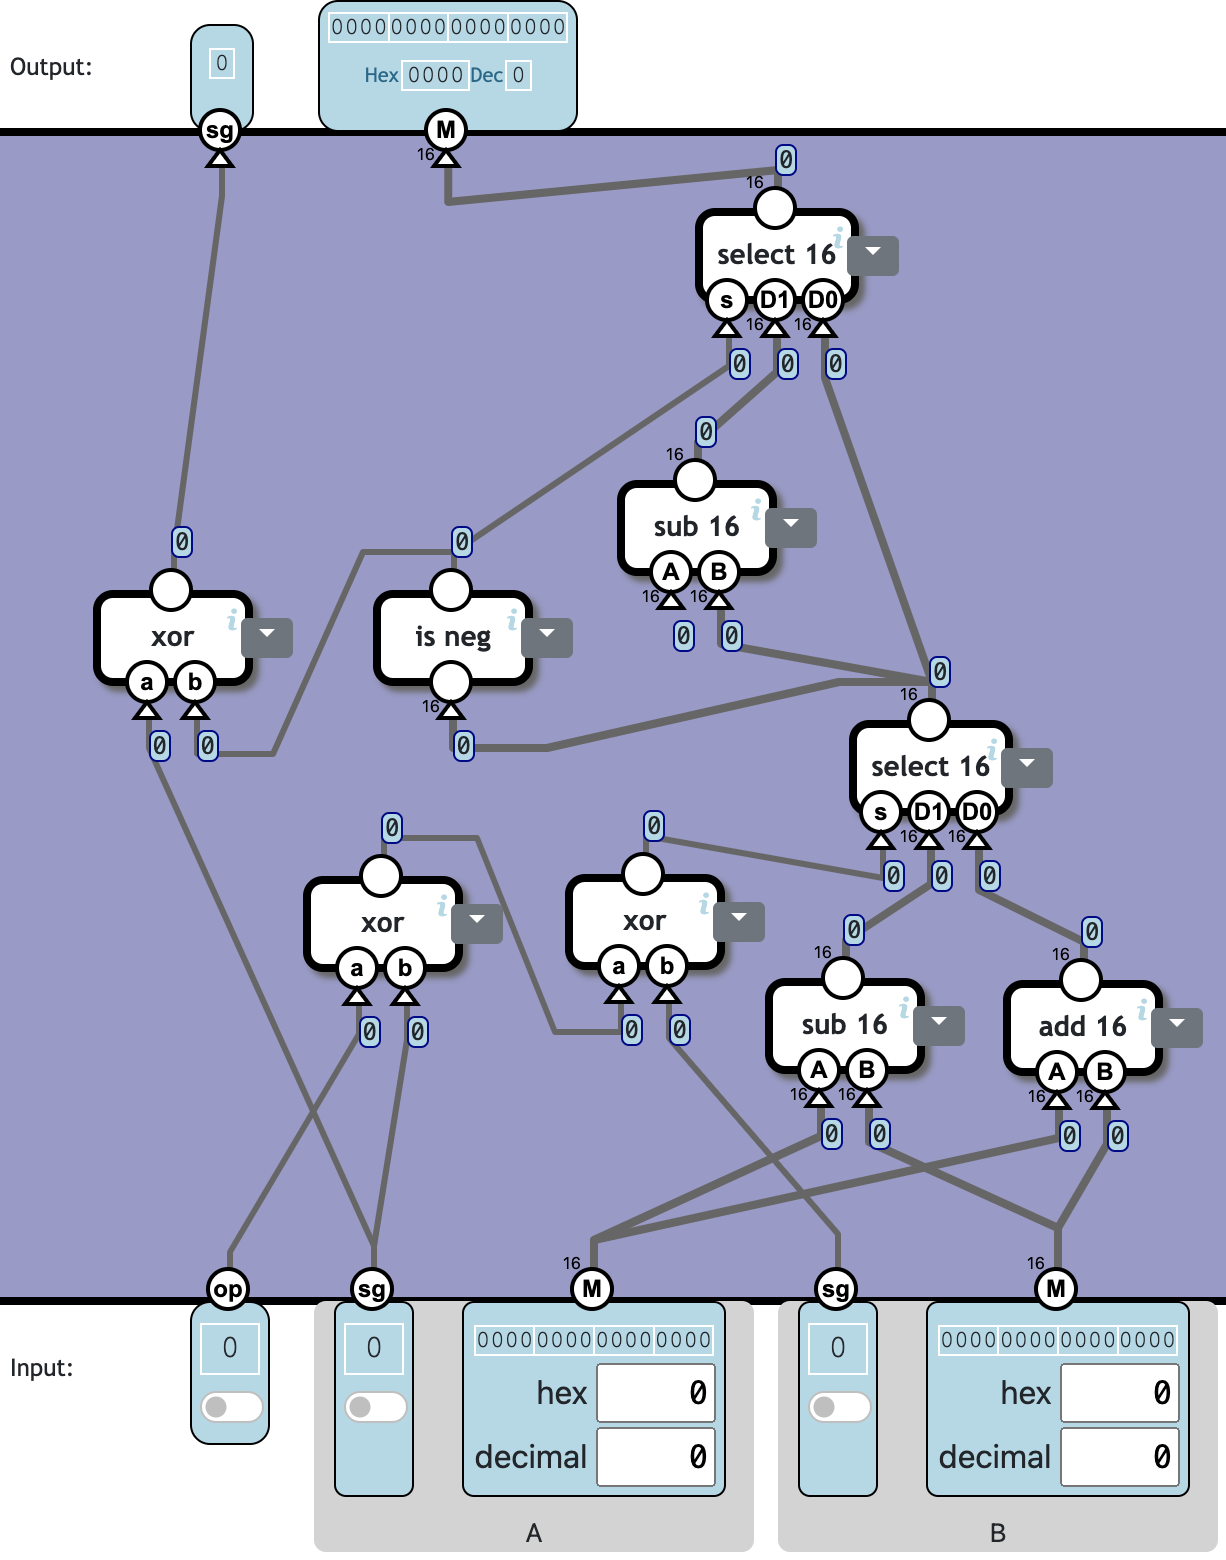 Output:
0
0000 0000 0000 0000
Hex 0000 Dec 0
sg
M
16
0
16
select 16
i
s D1 D0
16 16
0 0 0
0
16
sub 16
i
A B
16 16
0 0
0
0
xor
i
is neg
i
a b
16
0 0
0
0
16
select 16
i
s D1 D0
16 16
0 0 0
0
0
xor
i
xor
i
a b
a b
0 0
0 0
0
0
16
16
sub 16
i
add 16
i
A B
A B
16 16
16 16
0 0
0 0
16
16
op sg M sg M
Input:
0
0
0000 0000 0000 0000
hex 0
decimal 0
A
0
0000 0000 0000 0000
hex 0
decimal 0
B